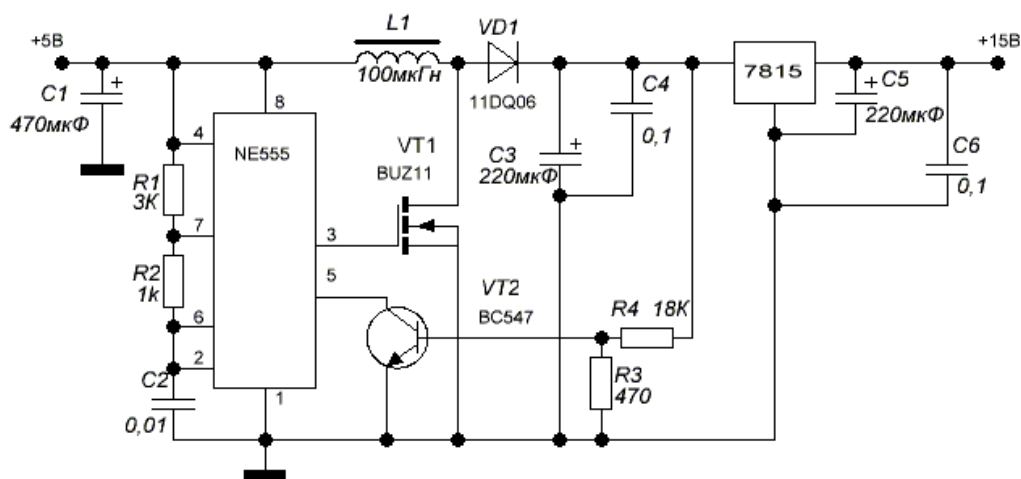 +5В
C1
470мкФ
+
4
R1
3К
7
R2
1k
6
2
C2
0,01
8
NE555
3
5
1
L1
100мкГн
VT1
BUZ11
VT2
BC547
VD1
11DQ06
C3
220мкФ
+
C4
0,1
R4
18К
R3
470
7815
+
C5
220мкФ
+15В
C6
0,1